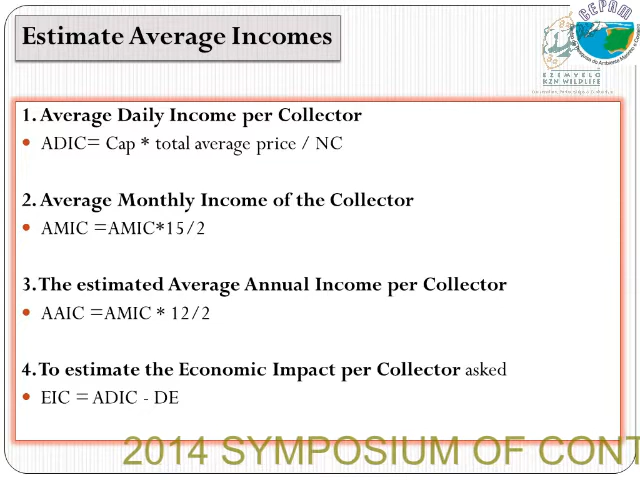 Estimate Average Incomes
CEPAM
EZEMVELO
KZN WILDLIFE
1. Average Daily Income per Collector
• ADIC= Cap * total average price / NC
2. Average Monthly Income of the Collector
• AMIC =AMIC*15/2
3. The estimated Average Annual Income per Collector
• AAIC =AMIC * 12/2
4. To estimate the Economic Impact per Collector asked
• EIC = ADIC - DE
2014 SYMPOSIUM OF CONT